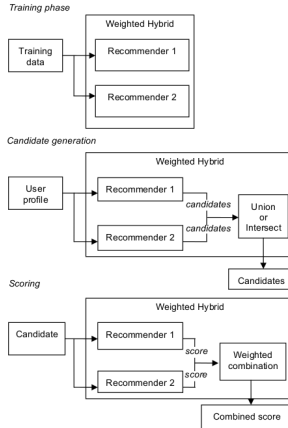 Training phase
Weighted Hybrid
Training
data
Recommender 1
Recommender 2
Candidate generation
Weighted Hybrid
User
profile
Recommender 1
candidates
candidates
Recommender 2
Union
or
Intersect
Candidates
Scoring
Weighted Hybrid
Candidate
Recommender 1
score
score
Recommender 2
Weighted
combination
Combined score